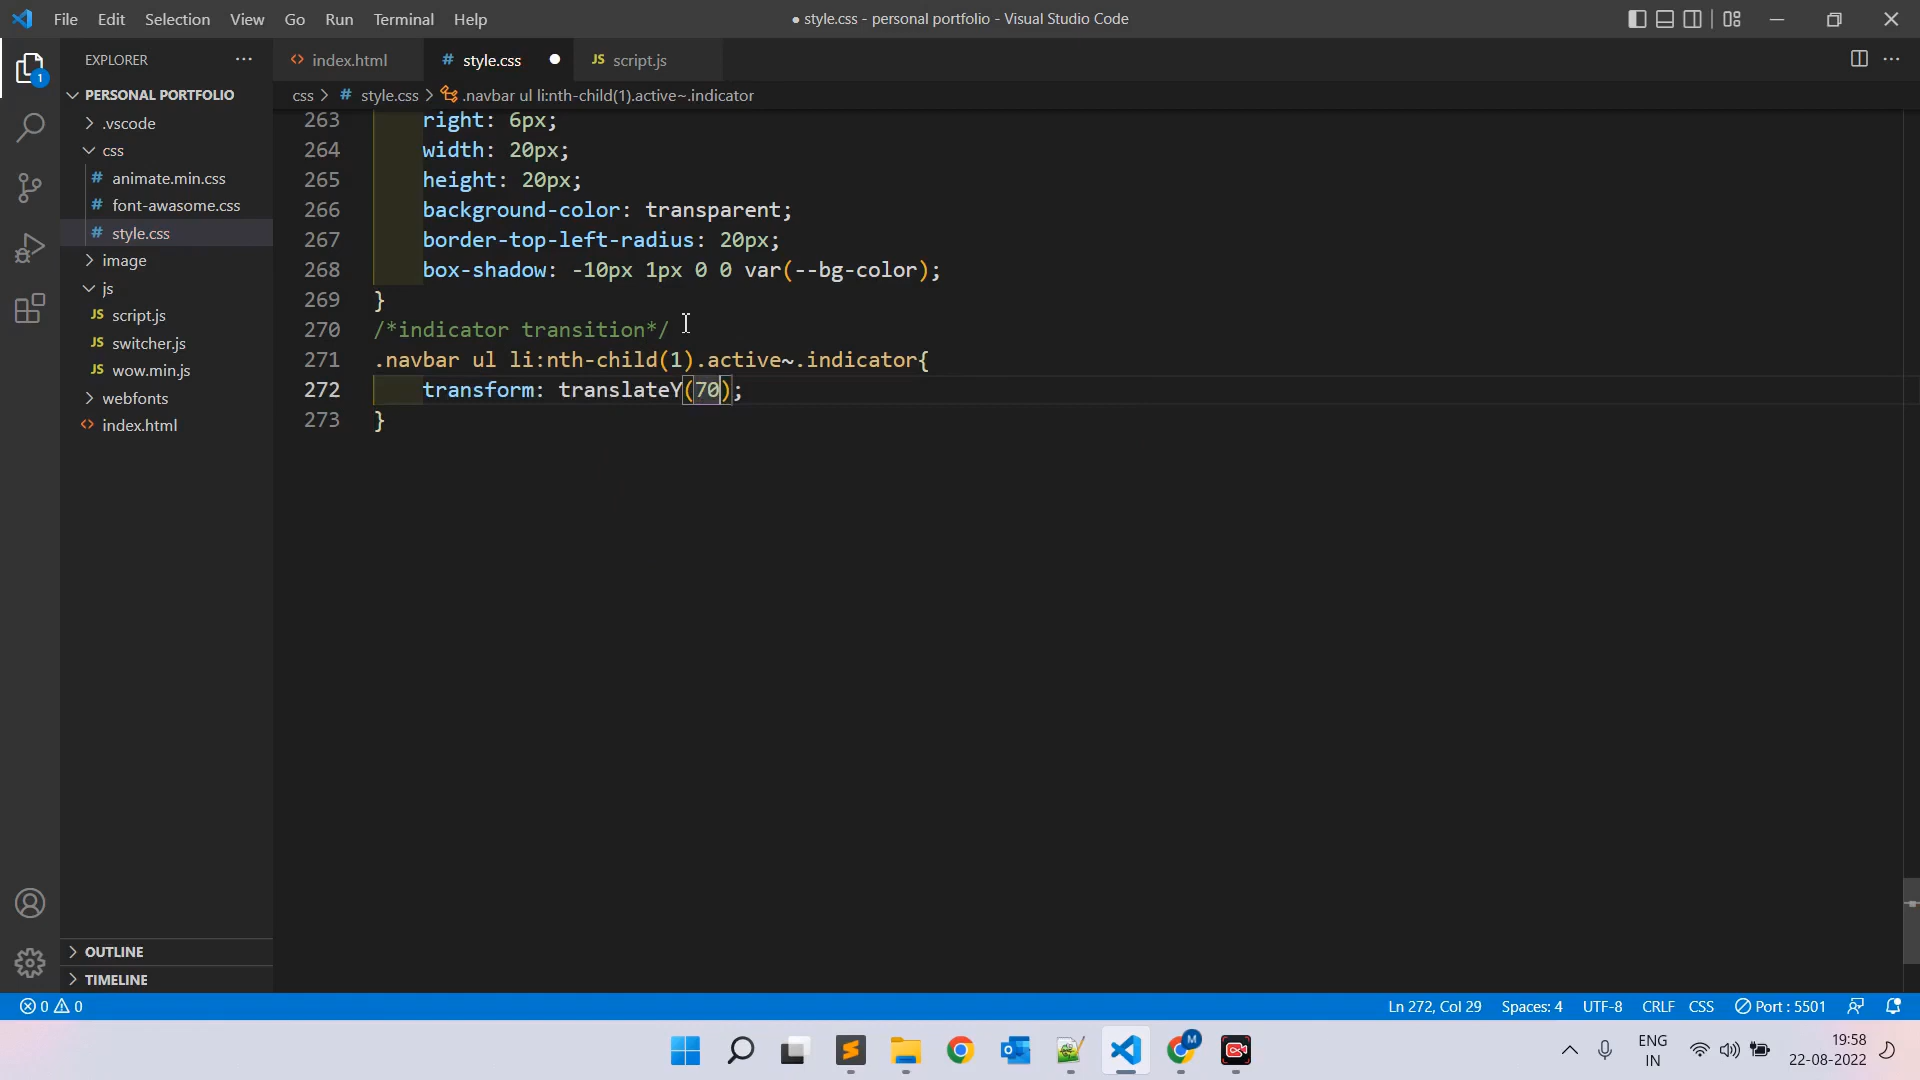 File Edit Selection View Go Run Terminal Help
● style.css - personal portfolio - Visual Studio Code
EXPLORER
index.html
# style.css
JS script.js
PERSONAL PORTFOLIO
css > # style.css > .navbar ul li:nth-child(1).active~.indicator
.vscode
css
# animate.min.css
# font-awasome.css
# style.css
image
js
JS script.js
JS switcher.js
JS wow.min.js
webfonts
index.html
OUTLINE
TIMELINE
1
263 right: 6px;
264 width: 20px;
265 height: 20px;
266 background-color: transparent;
267 border-top-left-radius: 20px;
268 box-shadow: -10px 1px 0 0 var(--bg-color);
269 }
270 /*indicator transition*/
271 .navbar ul li:nth-child(1).active~.indicator{
272 transform: translateY(70);
273 }
0 0
Ln 272, Col 29 Spaces: 4 UTF-8 CRLF CSS Port : 5501
M
ENG
IN
19:58
22-08-2022